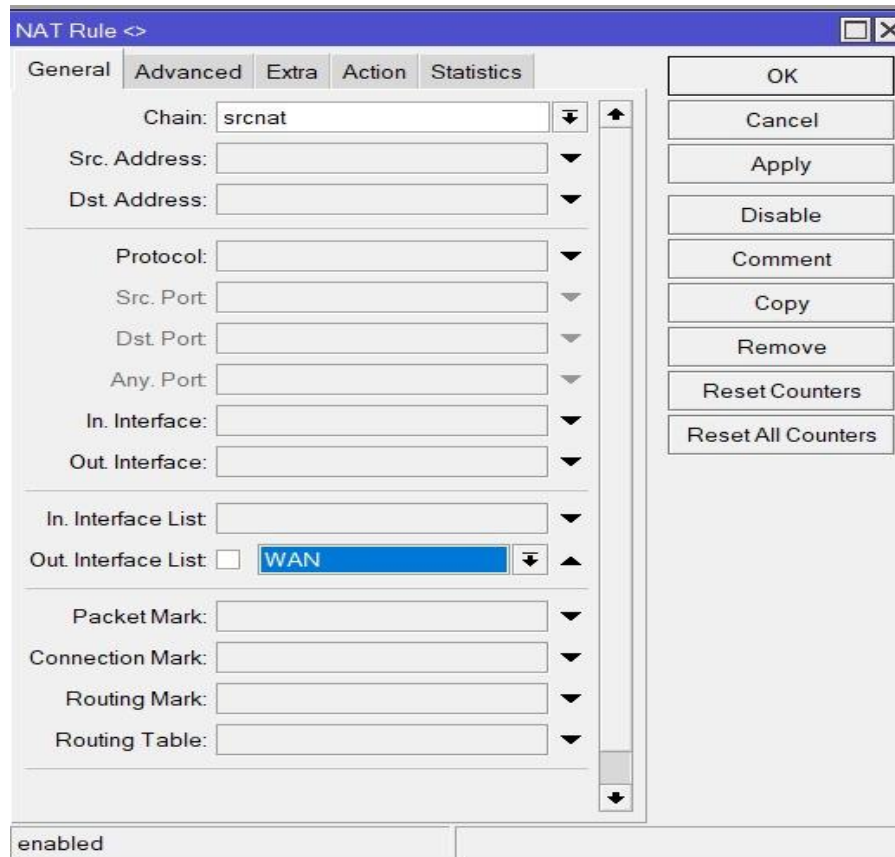 NAT Rule <>
General Advanced Extra Action Statistics
Chain: srcnat
Src. Address:
Dst. Address:
Protocol:
Src. Port:
Dst. Port:
Any. Port:
In. Interface:
Out. Interface:
In. Interface List:
Out. Interface List: WAN
Packet Mark:
Connection Mark:
Routing Mark:
Routing Table:
OK
Cancel
Apply
Disable
Comment
Copy
Remove
Reset Counters
Reset All Counters
enabled